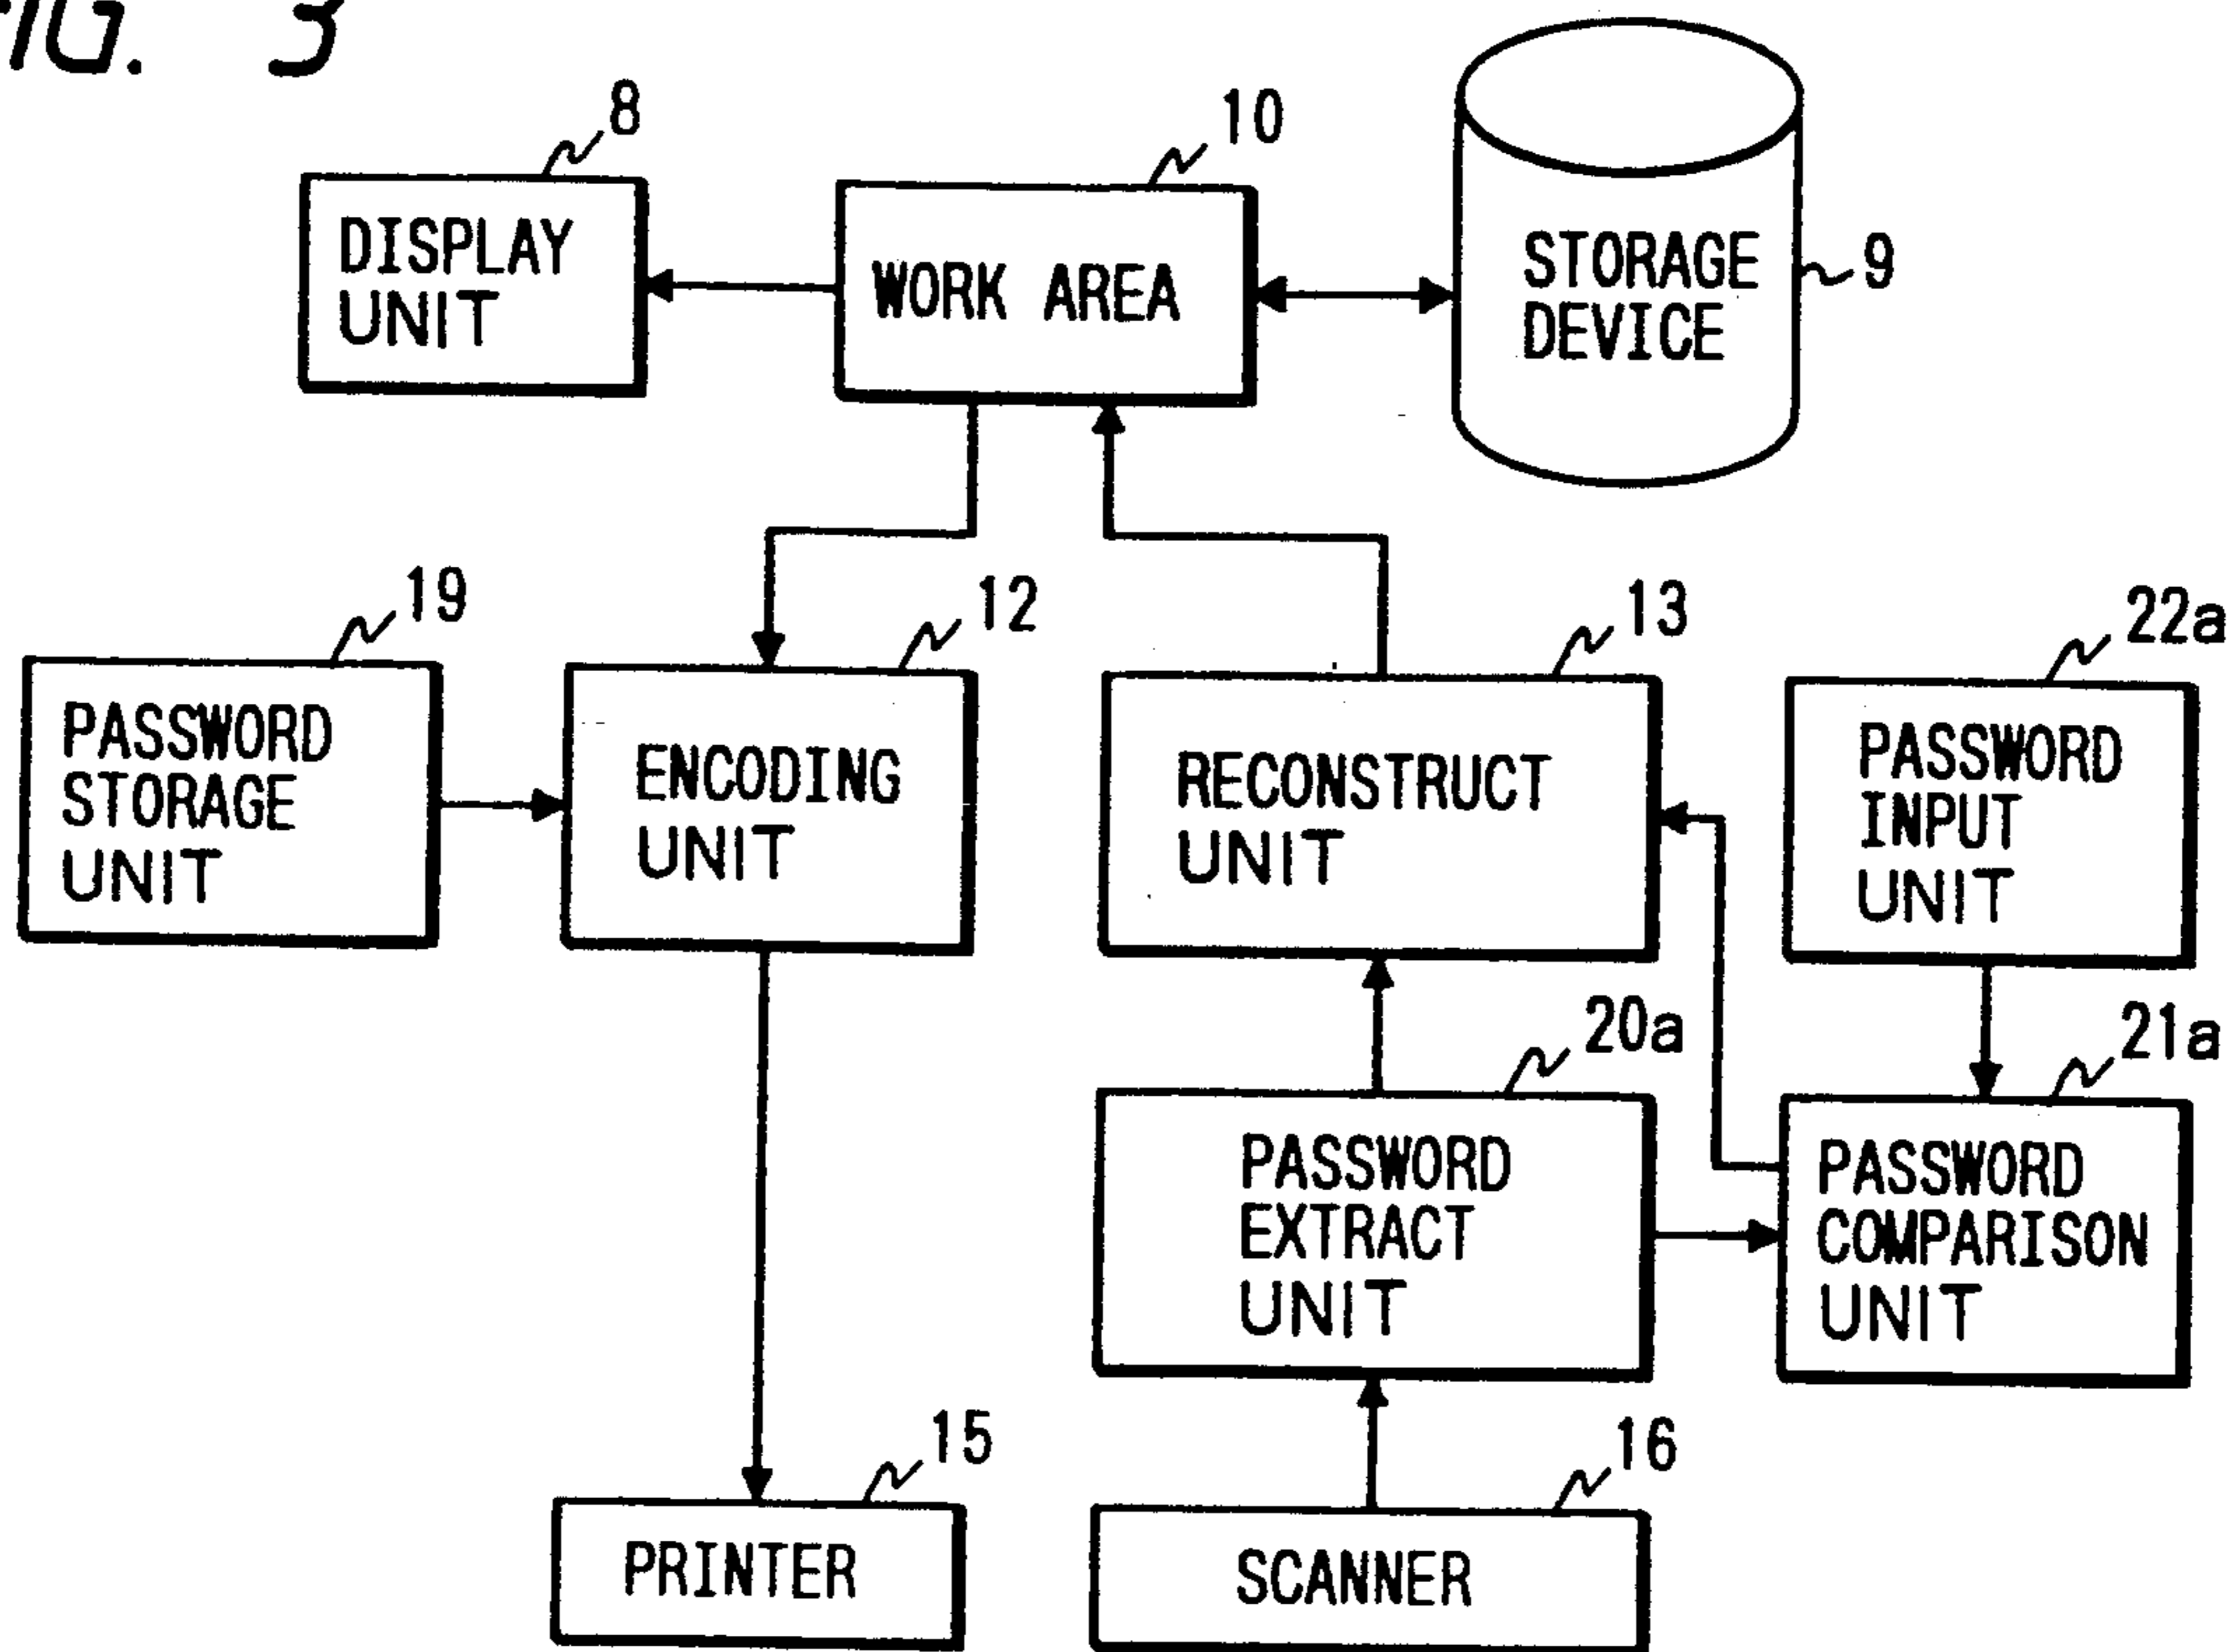 FIG. 3
8
10
DISPLAY
UNIT
WORK AREA
STORAGE
DEVICE
9
19
12
13
22a
PASSWORD
STORAGE
UNIT
ENCODING
UNIT
RECONSTRUCT
UNIT
PASSWORD
INPUT
UNIT
20a
21a
PASSWORD
EXTRACT
UNIT
PASSWORD
COMPARISON
UNIT
15
16
PRINTER
SCANNER